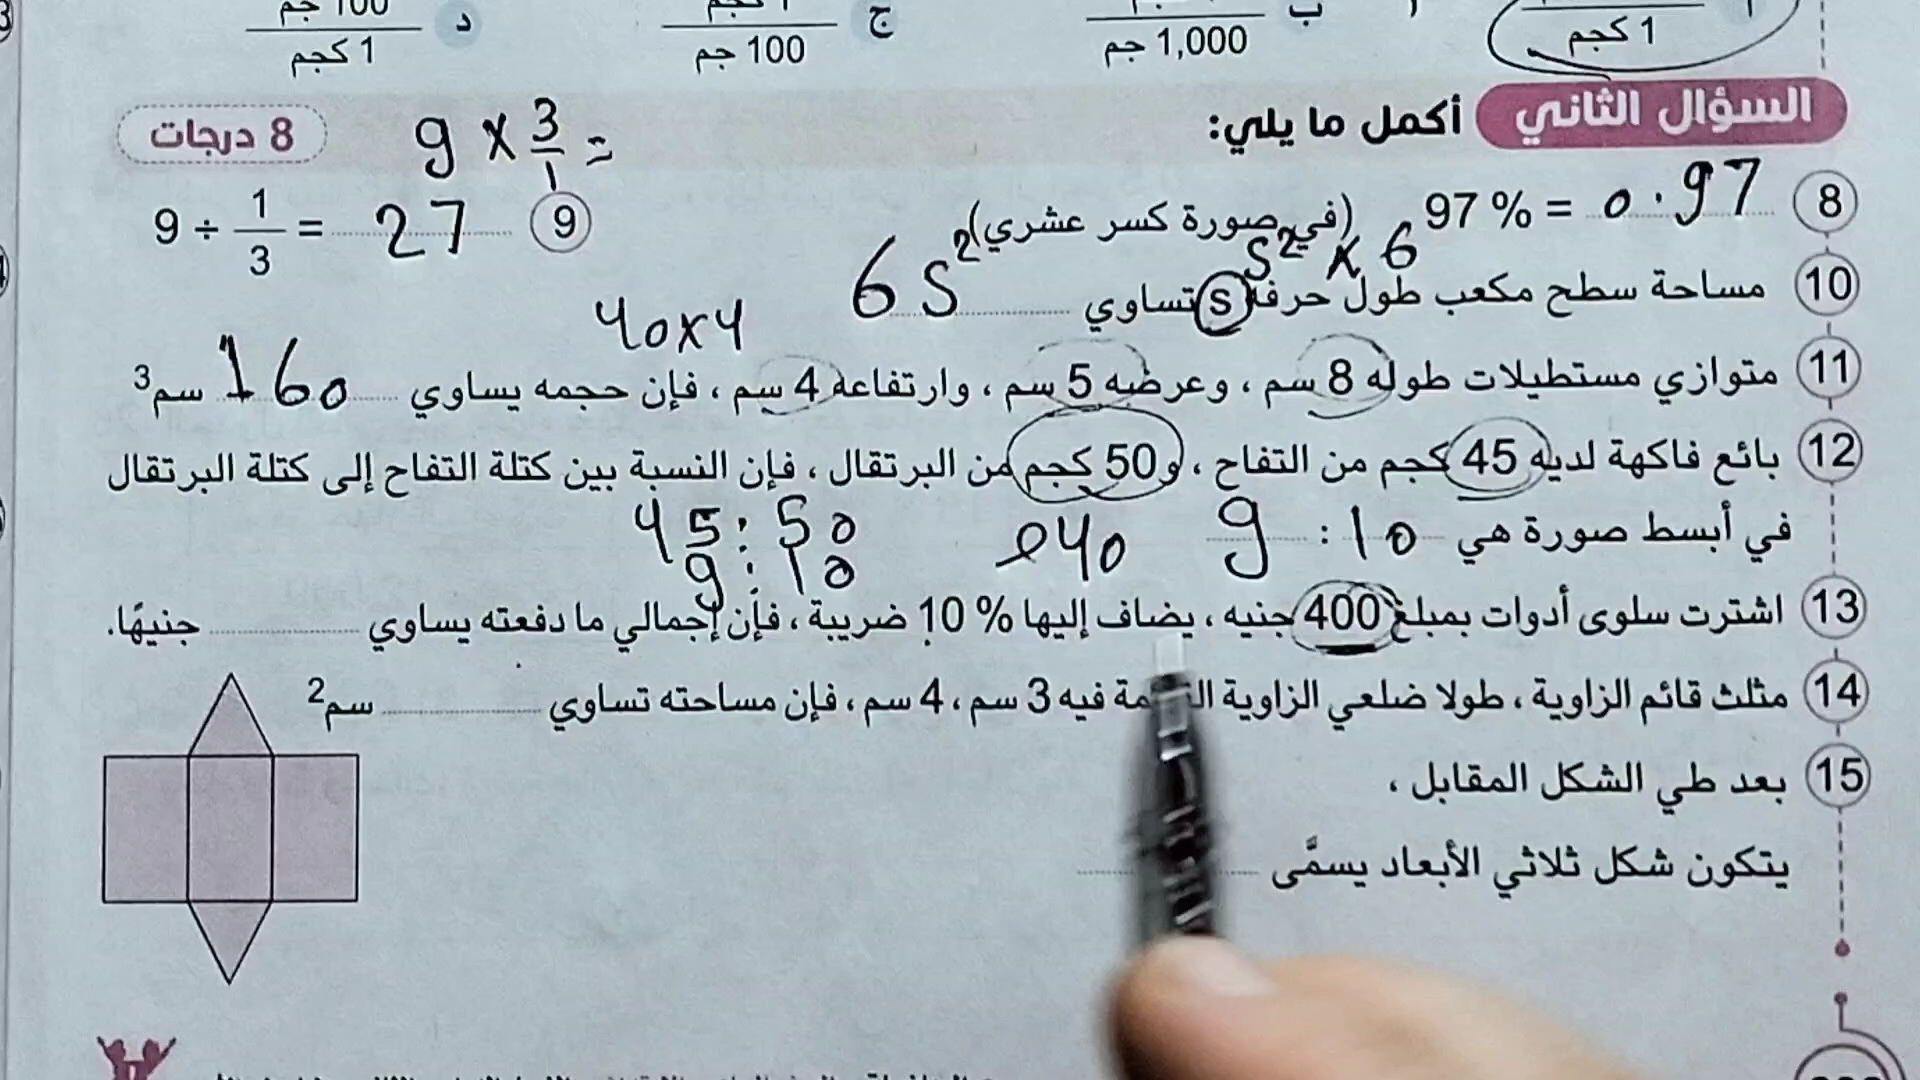 1 كجم
ب
1,000 جم
ج
100 جم
د
100 جم
1 كجم
السؤال الثاني أكمل ما يلي:
8 درجات
9 × 3/1 =
8 97 % = 0.97 (في صورة كسر عشري)
9 9 ÷ 1/3 = 27
s² × 6
10 مساحة سطح مكعب طول حرفه s تساوي 6 s²
40×4
11 متوازي مستطيلات طوله 8 سم ، وعرضه 5 سم ، وارتفاعه 4 سم ، فإن حجمه يساوي 160 سم³
12 بائع فاكهة لديه 45 كجم من التفاح ، و 50 كجم من البرتقال ، فإن النسبة بين كتلة التفاح إلى كتلة البرتقال
في أبسط صورة هي 9 : 10
45 : 50
9 : 10
13 اشترت سلوى أدوات بمبلغ 400 جنيه ، يضاف إليها 10 % ضريبة ، فإن إجمالي ما دفعته يساوي جنيهًا.
14 مثلث قائم الزاوية ، طولا ضلعي الزاوية فيه 3 سم ، 4 سم ، فإن مساحته تساوي سم²
15 بعد طي الشكل المقابل ،
يتكون شكل ثلاثي الأبعاد يسمَّى